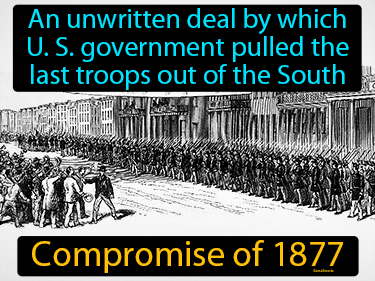 An unwritten deal by which
U. S. government pulled the
last troops out of the South
Compromise of 1877